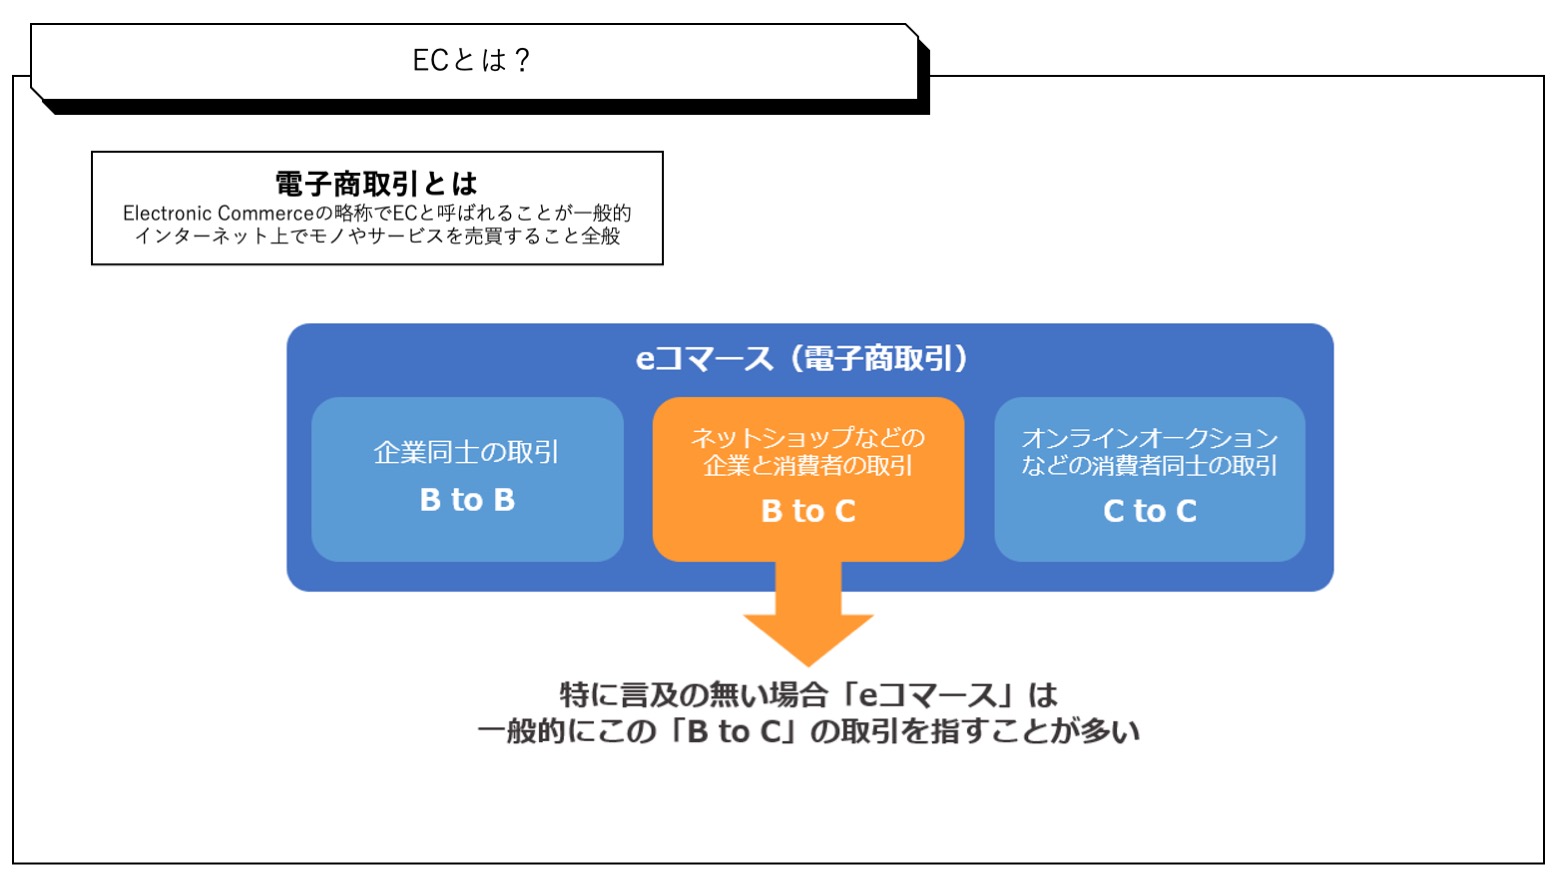 ECとは？
電子商取引とは
Electronic Commerceの略称でECと呼ばれることが一般的
インターネット上でモノやサービスを売買すること全般
eコマース（電子商取引）
企業同士の取引
B to B
ネットショップなどの
企業と消費者の取引
B to C
オンラインオークション
などの消費者同士の取引
C to C
特に言及の無い場合「eコマース」は
一般的にこの「B to C」の取引を指すことが多い